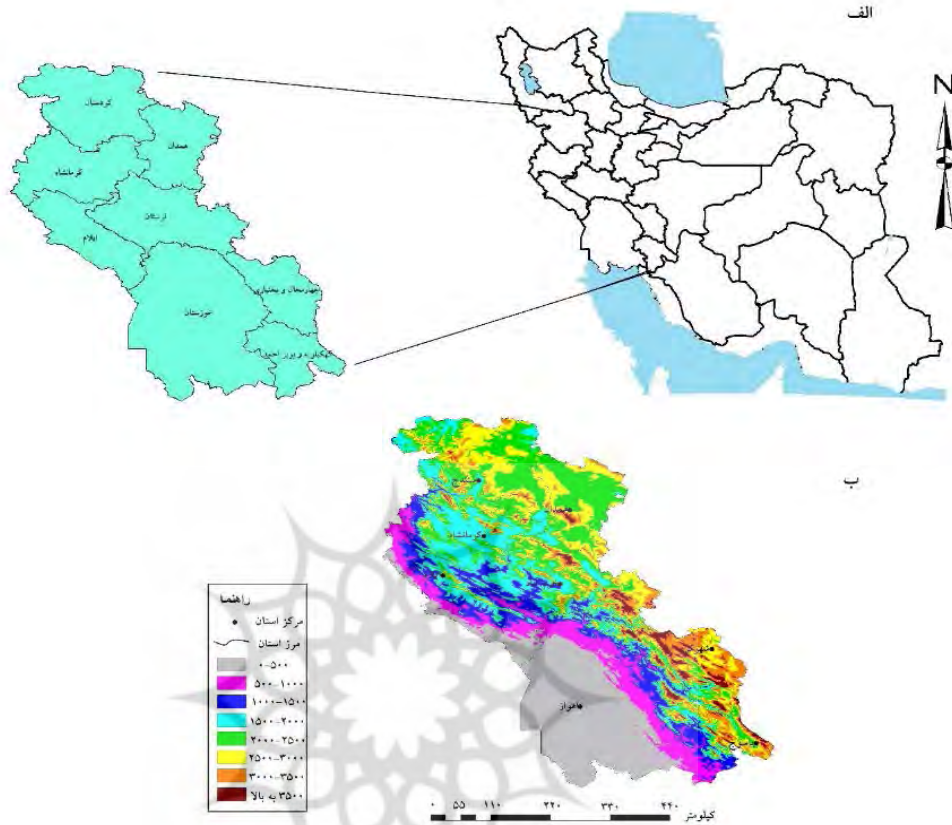 الف
N
کردستان
همدان
کرمانشاه
لرستان
ایلام
چهارمحال و بختیاری
خوزستان
کهگیلویه و بویر احمد
ب
کرمانشاه
اهواز
راهنما
مرکز استان
مرز استان
۰-۵۰۰
۵۰۰-۱۰۰۰
۱۰۰۰-۱۵۰۰
۱۵۰۰-۲۰۰۰
۲۰۰۰-۲۵۰۰
۲۵۰۰-۳۰۰۰
۳۰۰۰-۳۵۰۰
۳۵۰۰ به بالا
۰ ۵۵ ۱۱۰ ۲۲۰ ۳۳۰ ۴۴۰
کیلومتر